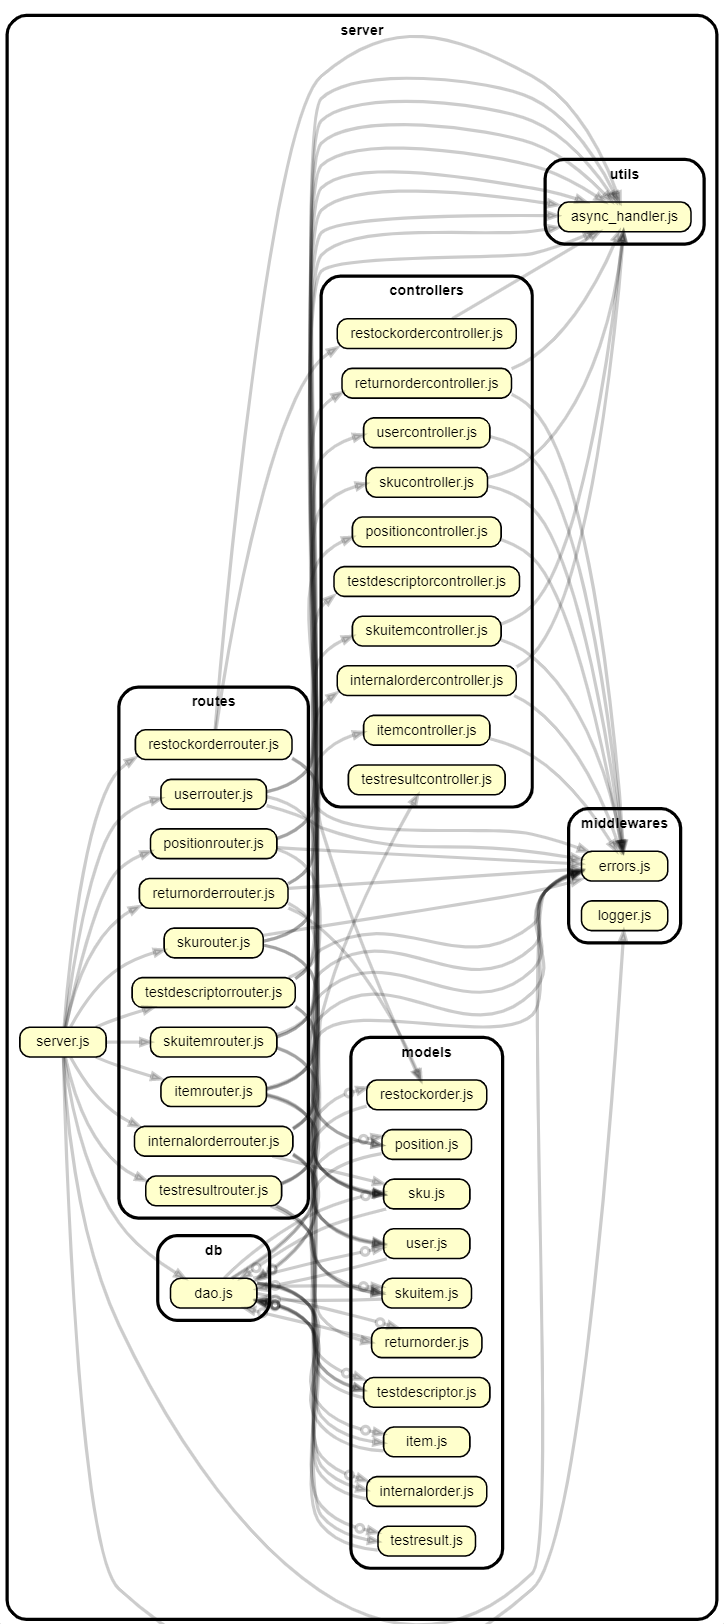 server
utils
async_handler.js
controllers
restockordercontroller.js
returnordercontroller.js
usercontroller.js
skucontroller.js
positioncontroller.js
testdescriptorcontroller.js
skuitemcontroller.js
internalordercontroller.js
itemcontroller.js
testresultcontroller.js
routes
restockorderrouter.js
userrouter.js
positionrouter.js
returnorderrouter.js
skurouter.js
testdescriptorrouter.js
skuitemrouter.js
itemrouter.js
internalorderrouter.js
testresultrouter.js
server.js
middlewares
errors.js
logger.js
models
restockorder.js
position.js
sku.js
user.js
skuitem.js
returnorder.js
testdescriptor.js
item.js
internalorder.js
testresult.js
db
dao.js